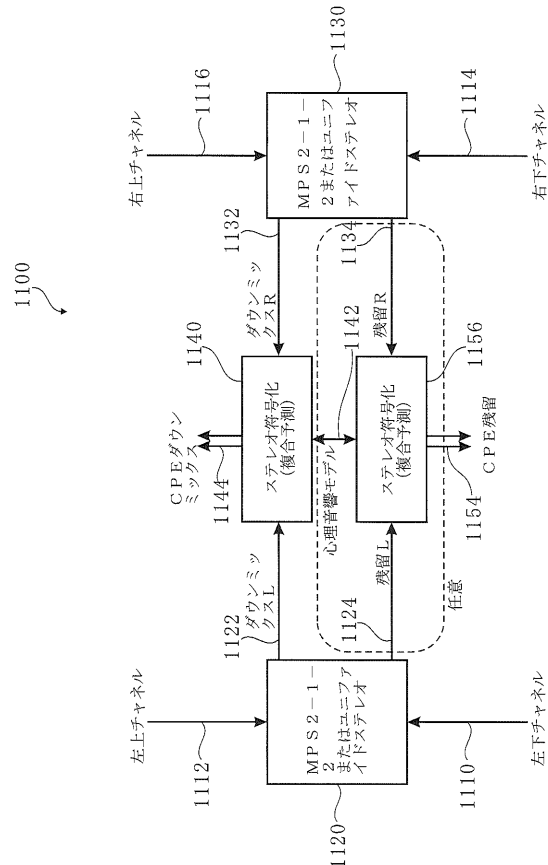 1100
左上チャネル
右上チャネル
1112
1116
CPEダウン
ミックス
1144
1122
1140
1132
ダウンミッ
クスL
ダウンミッ
クスR
1120
MPS2-1-
2
またはユニファ
イドステレオ
ステレオ符号化
(複合予測)
MPS2-1-
2またはユニフ
ァイドステレオ
1130
心理音響モデル
1142
1124
1134
残留L
残留R
ステレオ符号化
(複合予測)
1156
任意
1154
CPE残留
1110
1114
左下チャネル
右下チャネル